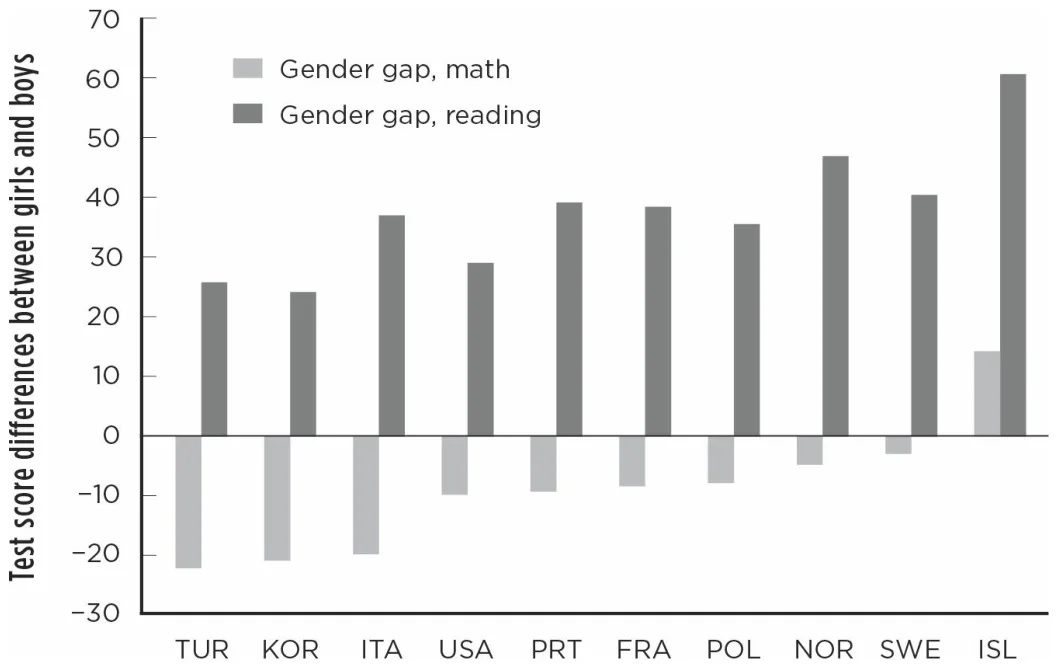 70
60
50
40
30
20
10
0
−10
−20
−30
Test score differences between girls and boys
Gender gap, math
Gender gap, reading
TUR KOR ITA USA PRT FRA POL NOR SWE ISL